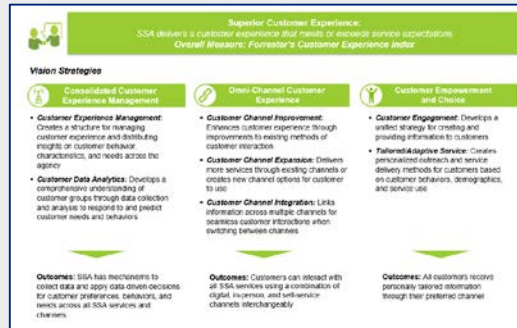 Superior Customer Experience:
SSA delivers a customer experience that meets or exceeds service expectations
Overall Measure: Forrester's Customer Experience Index
Vision Strategies
Consolidated Customer
Experience Management
• Customer Experience Management:
Creates a structure for managing
customer experience and distributing
insights on customer behavior,
characteristics, and needs across the
agency
• Customer Data Analytics: Develops a
comprehensive understanding of
customer groups through data collection
and analysis to respond to and predict
customer needs and behaviors
Outcomes: SSA has mechanisms to
collect data and apply data-driven decisions
for customer preferences, behaviors, and
needs across all SSA services and
channels
Omni-Channel Customer
Experience
• Customer Channel Improvement:
Enhances customer experience through
improvements to existing methods of
customer interaction
• Customer Channel Expansion: Delivers
more services through existing channels or
creates new channel options for customer
to use
• Customer Channel Integration: Links
information across multiple channels for
seamless customer interactions when
switching between channels
Outcomes: Customers can interact with
all SSA services using a combination of
digital, in-person, and self-service
channels interchangeably
Customer Empowerment
and Choice
• Customer Engagement: Develops a
unified strategy for creating and
providing information to customers
• Tailored/Adaptive Service: Creates
personalized outreach and service
delivery methods for customers based
on customer behaviors, demographics,
and service use
Outcomes: All customers receive
personally tailored information
through their preferred channel